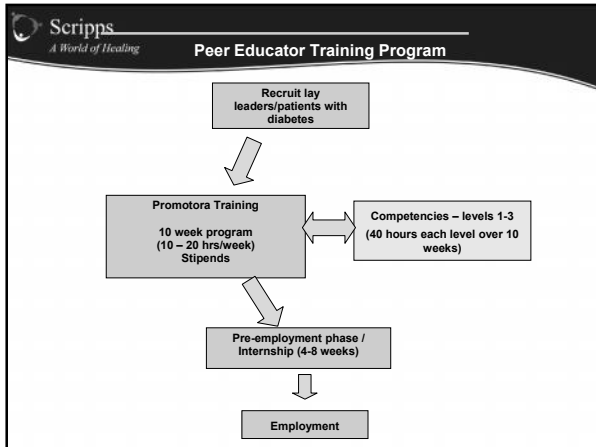 Scripps
A World of Healing
Peer Educator Training Program
Recruit lay
leaders/patients with
diabetes
Promotora Training
10 week program
(10 – 20 hrs/week)
Stipends
Competencies – levels 1-3
(40 hours each level over 10
weeks)
Pre-employment phase /
Internship (4-8 weeks)
Employment